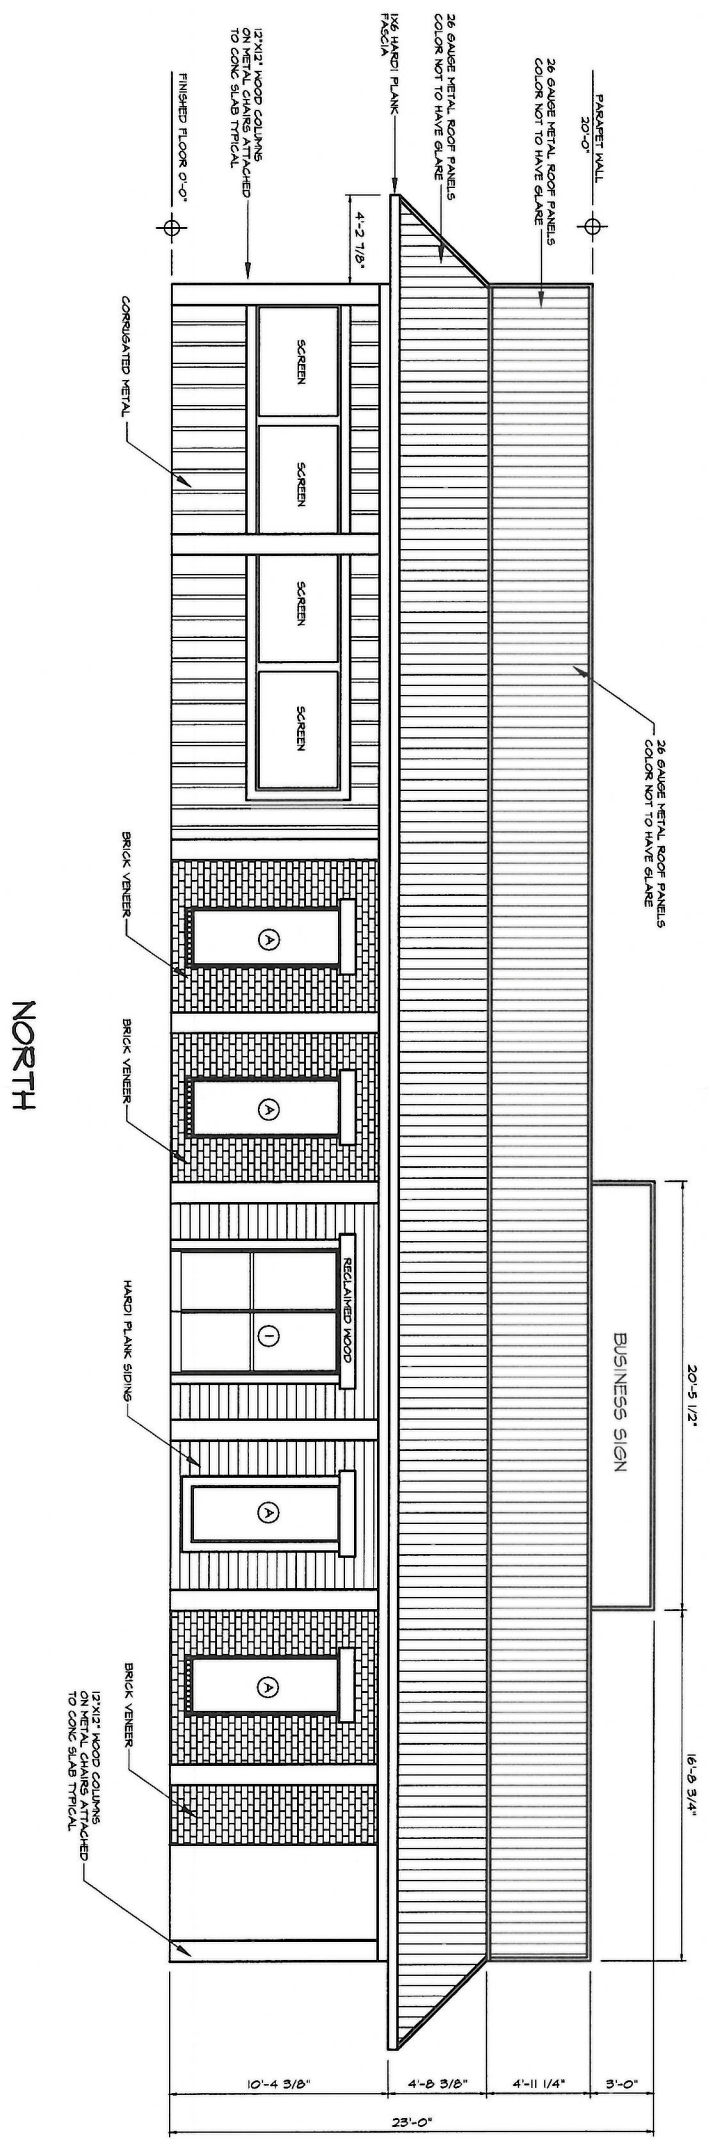 PARAPET WALL
20'-0"
26 GAUGE METAL ROOF PANELS
COLOR NOT TO HAVE GLARE
26 GAUGE METAL ROOF PANELS
COLOR NOT TO HAVE GLARE
1X6 HARDI PLANK
FASCIA
12"X12" WOOD COLUMNS
ON METAL CHAIRS ATTACHED
TO CONC SLAB TYPICAL
FINISHED FLOOR 0'-0"
4'-2 7/8"
26 GAUGE METAL ROOF PANELS
COLOR NOT TO HAVE GLARE
20'-5 1/2"
16'-8 3/4"
BUSINESS SIGN
SCREEN
SCREEN
SCREEN
SCREEN
A
A
RECLAIMED WOOD
1
A
A
CORRUGATED METAL
BRICK VENEER
BRICK VENEER
HARDI PLANK SIDING
BRICK VENEER
12"X12" WOOD COLUMNS
ON METAL CHAIRS ATTACHED
TO CONC SLAB TYPICAL
3'-0"
4'-11 1/4"
4'-8 3/8"
10'-4 3/8"
23'-0"
NORTH